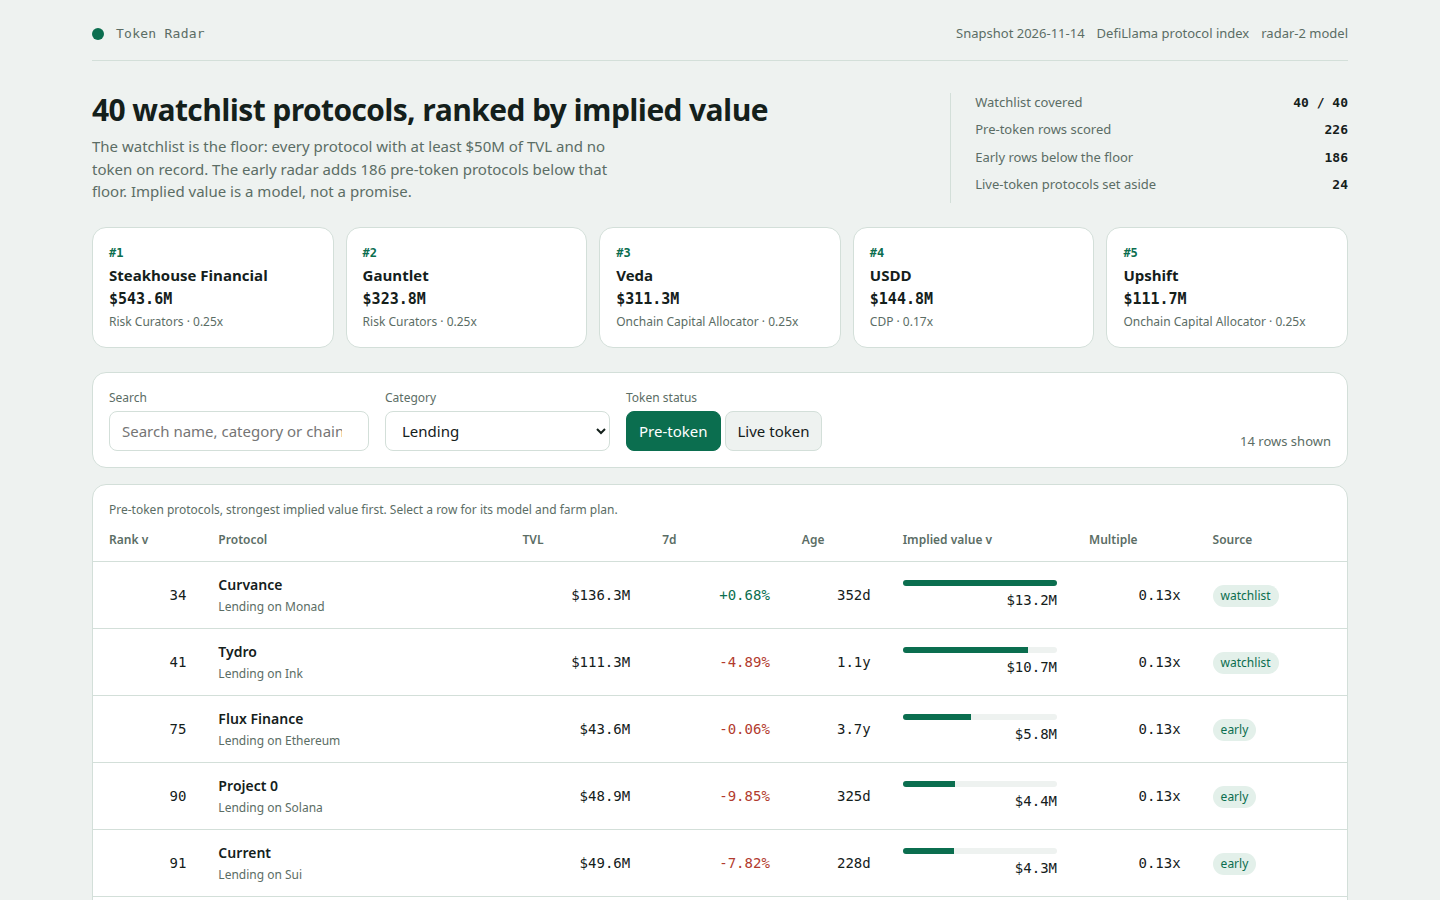 Token Radar
Snapshot 2026-11-14 DefiLlama protocol index radar-2 model
40 watchlist protocols, ranked by implied value
The watchlist is the floor: every protocol with at least $50M of TVL and no
token on record. The early radar adds 186 pre-token protocols below that
floor. Implied value is a model, not a promise.
Watchlist covered 40 / 40
Pre-token rows scored 226
Early rows below the floor 186
Live-token protocols set aside 24
#1
Steakhouse Financial
$543.6M
Risk Curators · 0.25x
#2
Gauntlet
$323.8M
Risk Curators · 0.25x
#3
Veda
$311.3M
Onchain Capital Allocator · 0.25x
#4
USDD
$144.8M
CDP · 0.17x
#5
Upshift
$111.7M
Onchain Capital Allocator · 0.25x
Search
Search name, category or chain
Category
Lending
Token status
Pre-token Live token
14 rows shown
Pre-token protocols, strongest implied value first. Select a row for its model and farm plan.
Rank v Protocol TVL 7d Age Implied value v Multiple Source
34 Curvance $136.3M +0.68% 352d $13.2M 0.13x watchlist
Lending on Monad
41 Tydro $111.3M -4.89% 1.1y $10.7M 0.13x watchlist
Lending on Ink
75 Flux Finance $43.6M -0.06% 3.7y $5.8M 0.13x early
Lending on Ethereum
90 Project 0 $48.9M -9.85% 325d $4.4M 0.13x early
Lending on Solana
91 Current $49.6M -7.82% 228d $4.3M 0.13x early
Lending on Sui